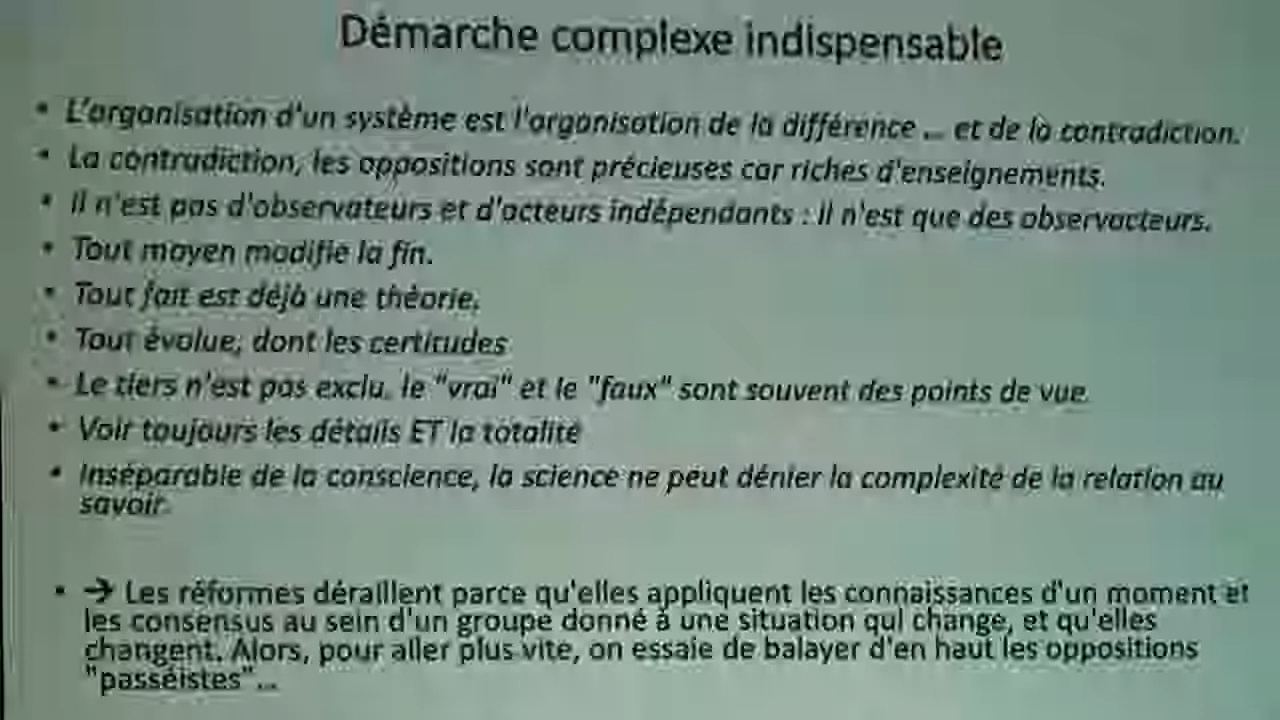 Démarche complexe indispensable
• L'organisation d'un système est l'organisation de la différence ... et de la contradiction.
• La contradiction, les oppositions sont précieuses car riches d'enseignements.
• Il n'est pas d'observateurs et d'acteurs indépendants : il n'est que des observacteurs.
• Tout moyen modifie la fin.
• Tout fait est déjà une théorie.
• Tout évolue, dont les certitudes
• Le tiers n'est pas exclu, le "vrai" et le "faux" sont souvent des points de vue
• Voir toujours les détails ET la totalité
• Inséparable de la conscience, la science ne peut dénier la complexité de la relation au
savoir.
• → Les réformes déraillent parce qu'elles appliquent les connaissances d'un moment et
les consensus au sein d'un groupe donné à une situation qui change, et qu'elles
changent. Alors, pour aller plus vite, on essaie de balayer d'en haut les oppositions
"passéistes"...